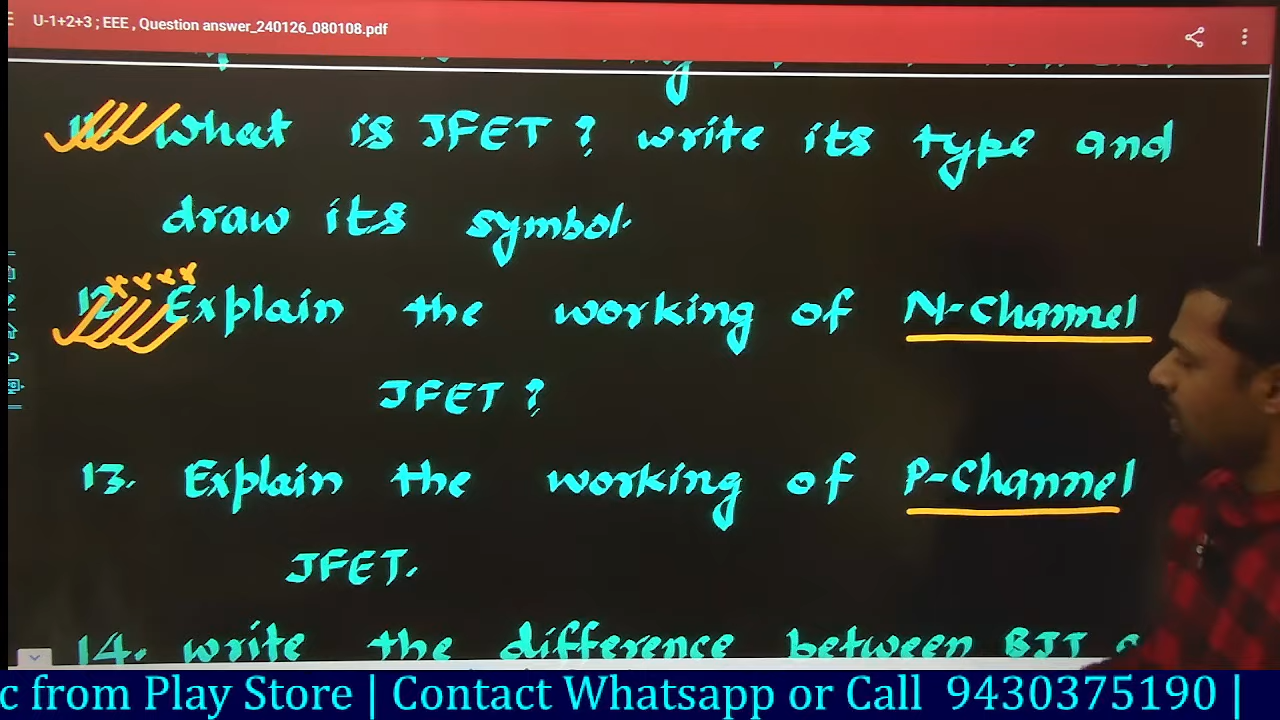 U-1+2+3 ; EEE , Question answer_240126_080108.pdf
11. What is JFET ? write its type and
draw its symbol.
12. Explain the working of N-Channel
JFET ?
13. Explain the working of P-Channel
JFET.
14. write the difference between BJT
c from Play Store | Contact Whatsapp or Call 9430375190 |